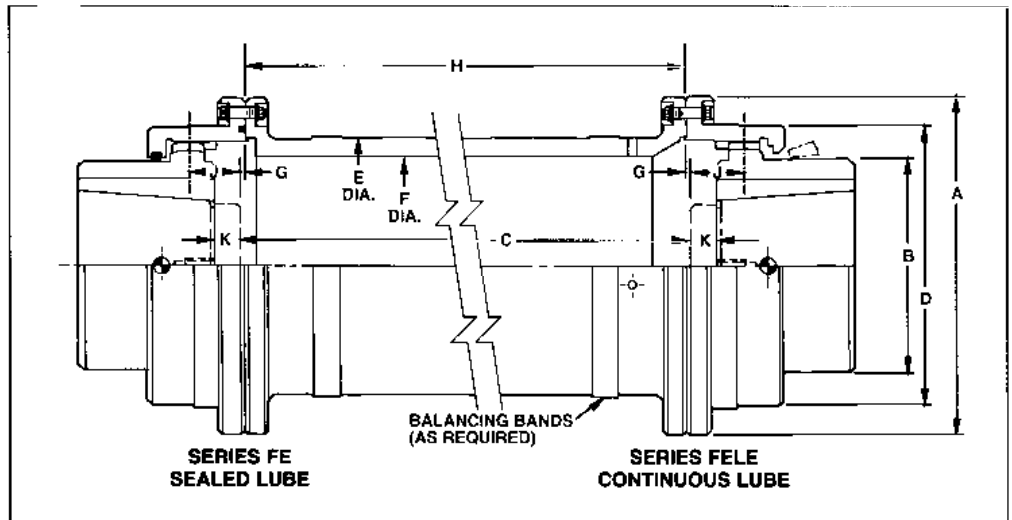 H
G
G
J
J
E
DIA.
F
DIA.
A
K
C
K
B
D
BALANCING BANDS
(AS REQUIRED)
SERIES FE
SEALED LUBE
SERIES FELE
CONTINUOUS LUBE